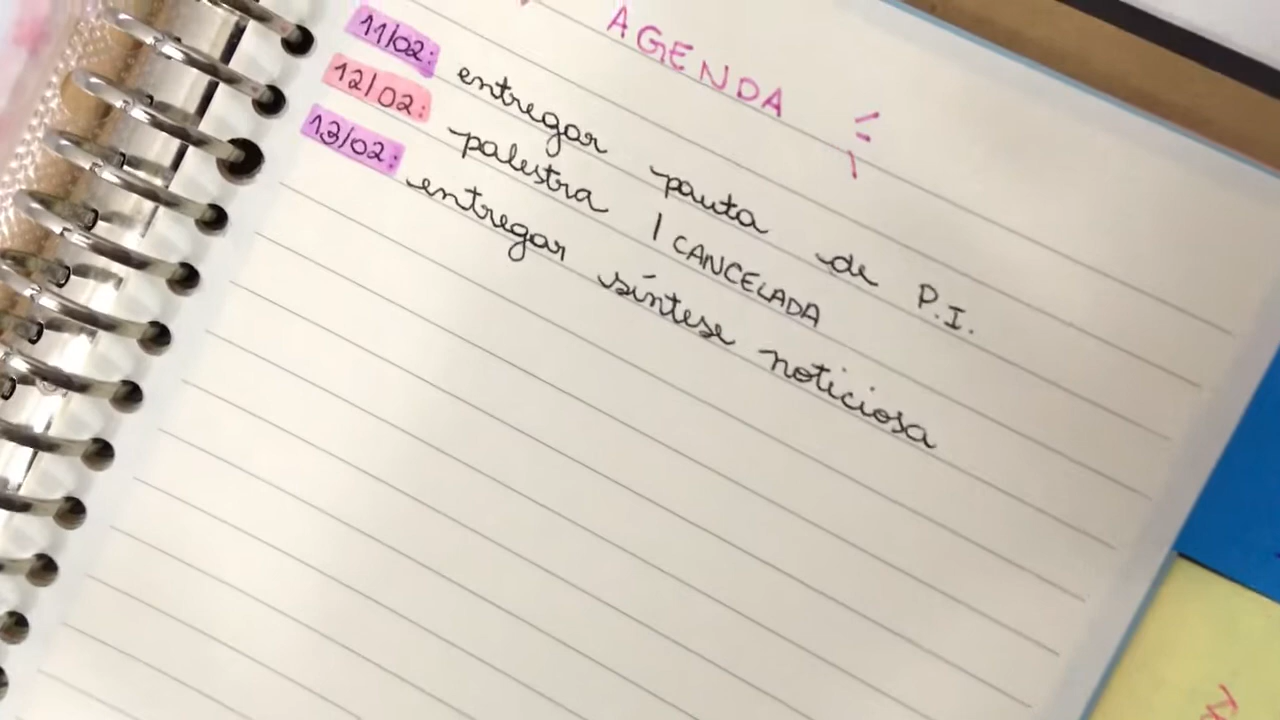 AGENDA
11/02: entregar pauta de P.I.
12/02: palestra | CANCELADA
13/02: entregar síntese noticiosa